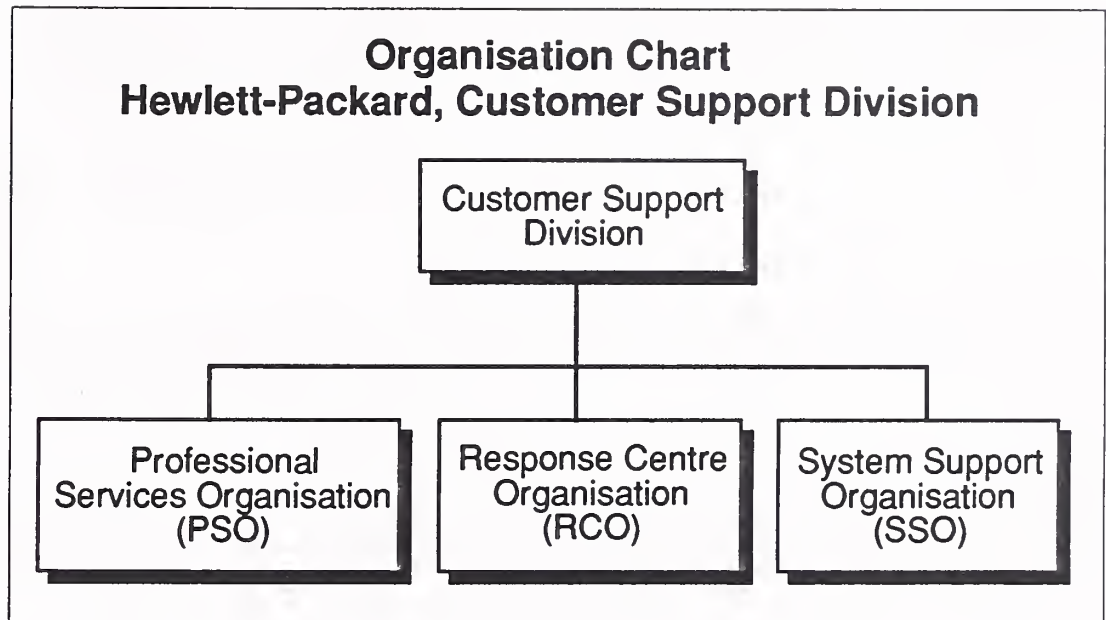 Organisation Chart
Hewlett-Packard, Customer Support Division
Customer Support
Division
Professional
Services Organisation
(PSO)
Response Centre
Organisation
(RCO)
System Support
Organisation
(SSO)